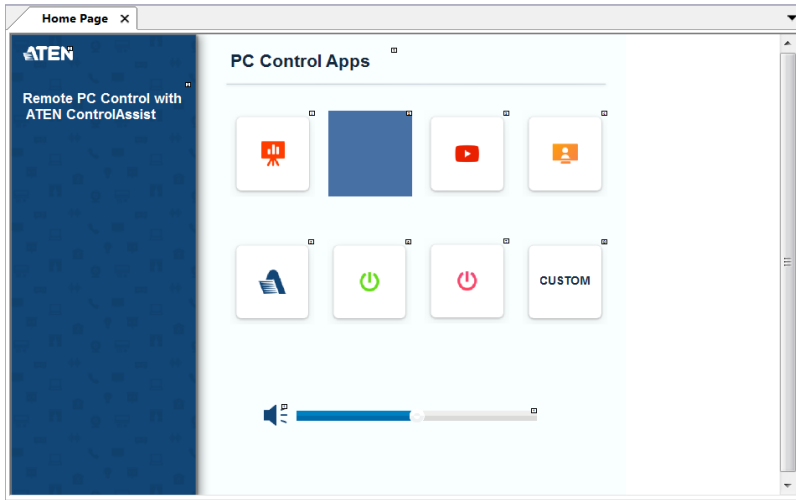 Home Page X
ATEN
PC Control Apps
Remote PC Control with
ATEN ControlAssist
CUSTOM